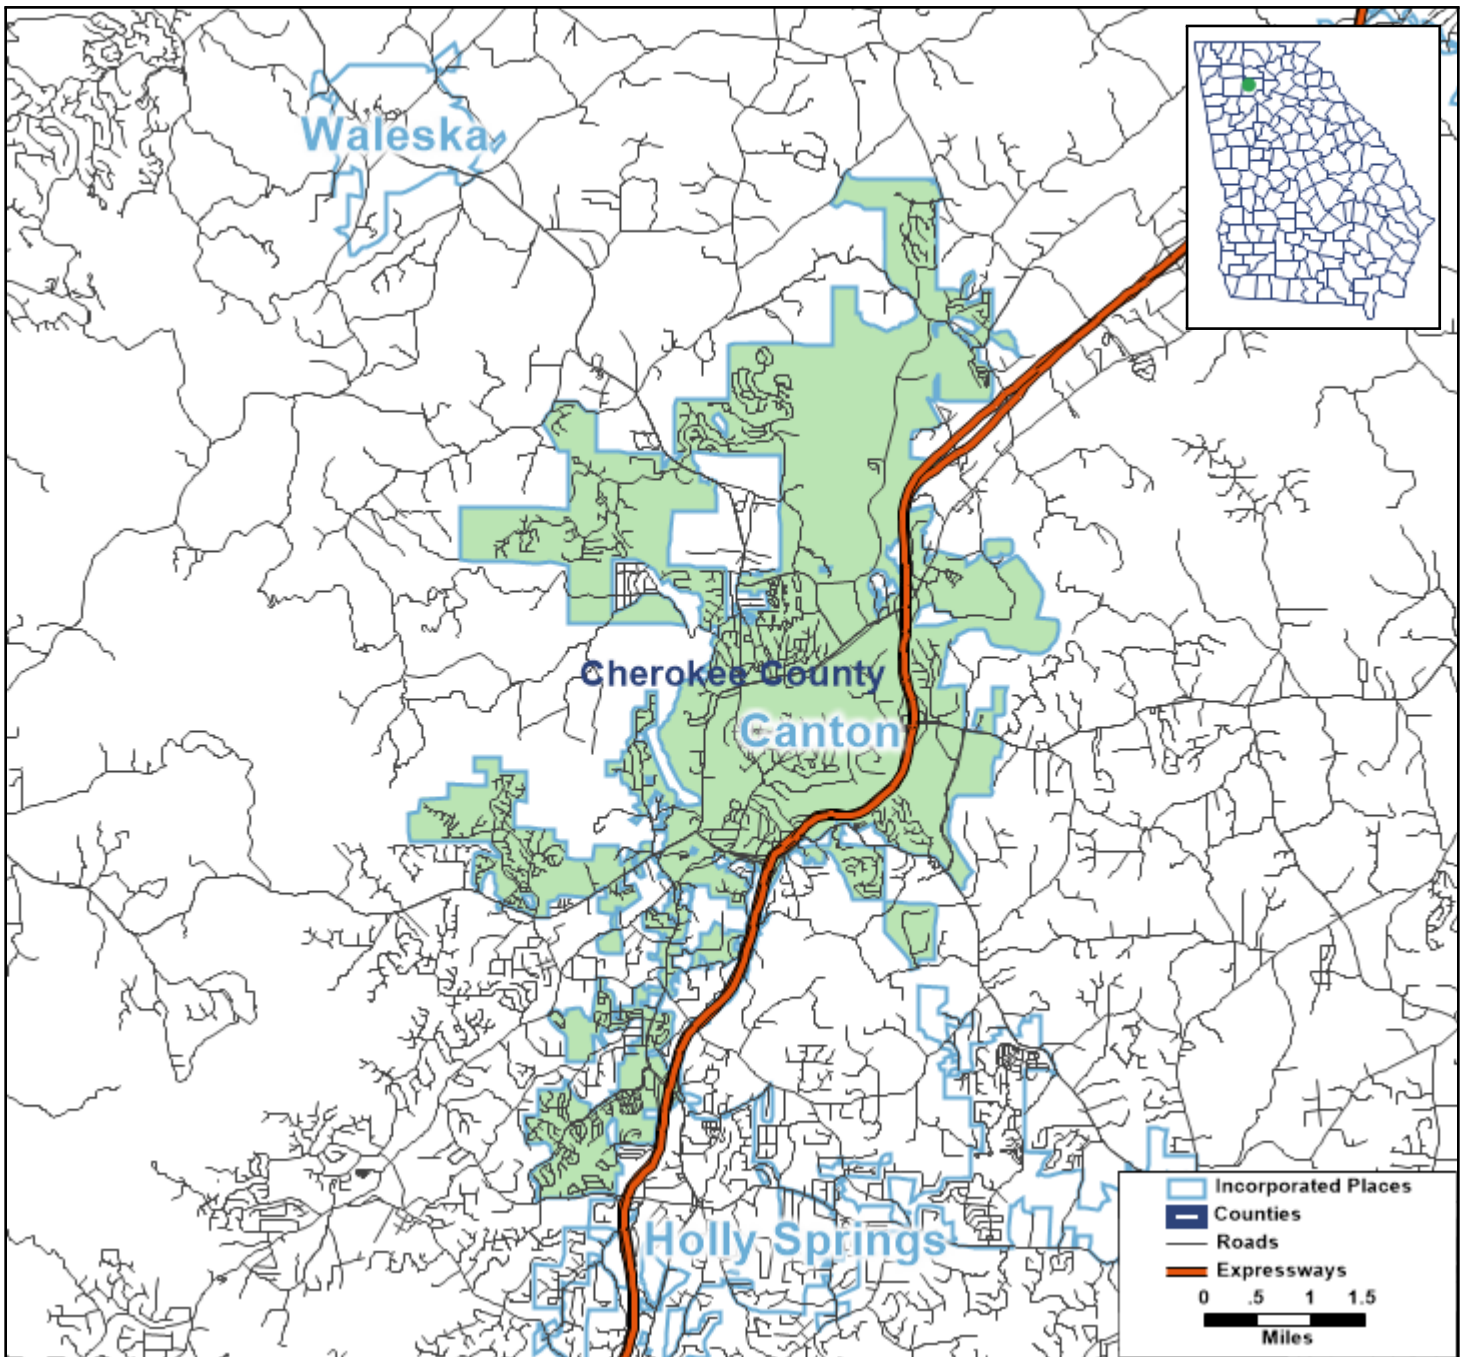 Waleska
Cherokee County
Canton
Holly Springs
Incorporated Places
Counties
Roads
Expressways
0 .5 1 1.5
Miles